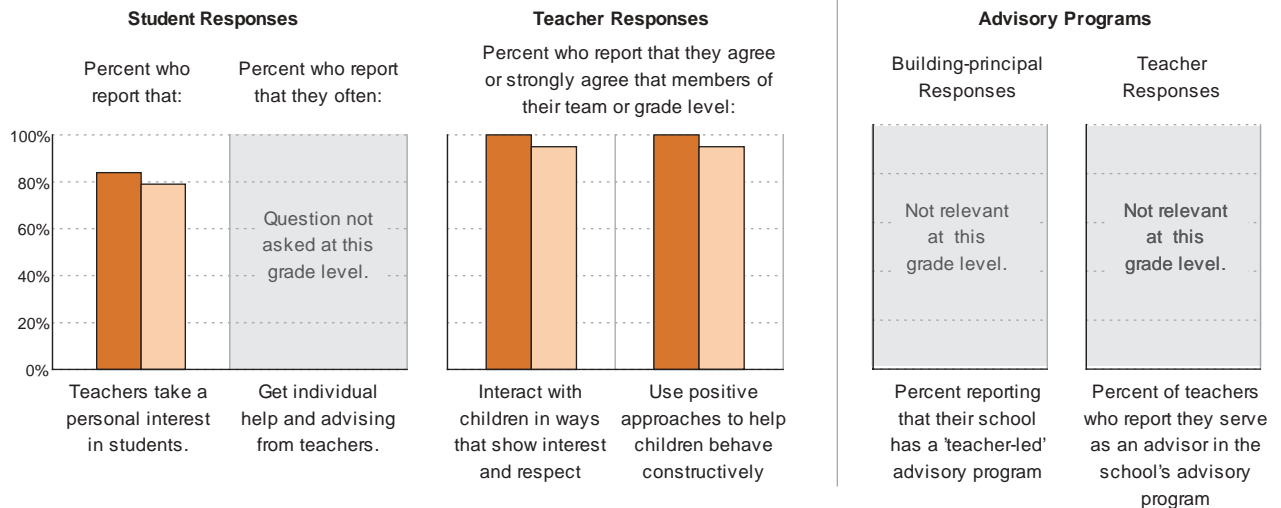 Student Responses
Percent who
report that:
Percent who report
that they often:
100%
80%
60%
40%
20%
0%
Question not
asked at this
grade level.
Teachers take a
personal interest
in students.
Get individual
help and advising
from teachers.
Teacher Responses
Percent who report that they agree
or strongly agree that members of
their team or grade level:
Interact with
children in ways
that show interest
and respect
Use positive
approaches to help
children behave
constructively
Advisory Programs
Building-principal
Responses
Not relevant
at this
grade level.
Percent reporting
that their school
has a 'teacher-led'
advisory program
Teacher
Responses
Not relevant
at this
grade level.
Percent of teachers
who report they serve
as an advisor in the
school's advisory
program